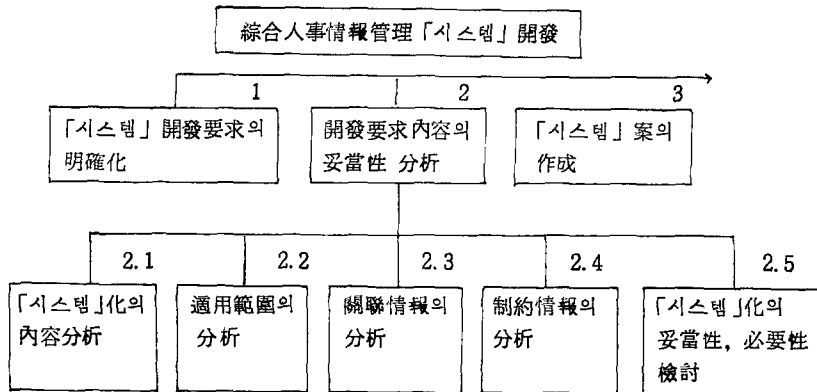 綜合人事情報管理「시스템」開發
1
2
3
「시스템」開發要求의
明確化
開發要求內容의
妥當性 分析
「시스템」案의
作成
2.1
2.2
2.3
2.4
2.5
「시스템」化의
內容分析
適用範圍의
分析
關聯情報의
分析
制約情報의
分析
「시스템」化의
妥當性, 必要性
檢討